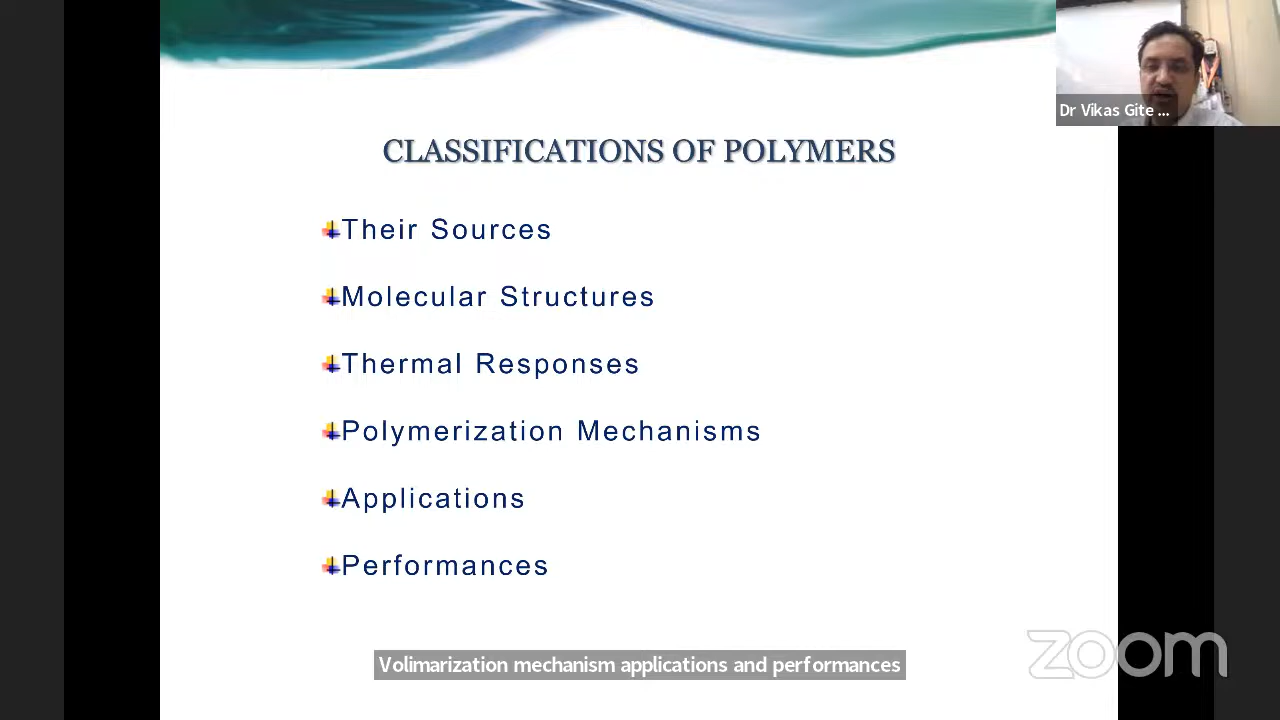 Dr Vikas Gite ...
CLASSIFICATIONS OF POLYMERS
Their Sources
Molecular Structures
Thermal Responses
Polymerization Mechanisms
Applications
Performances
zoom
Volimarization mechanism applications and performances